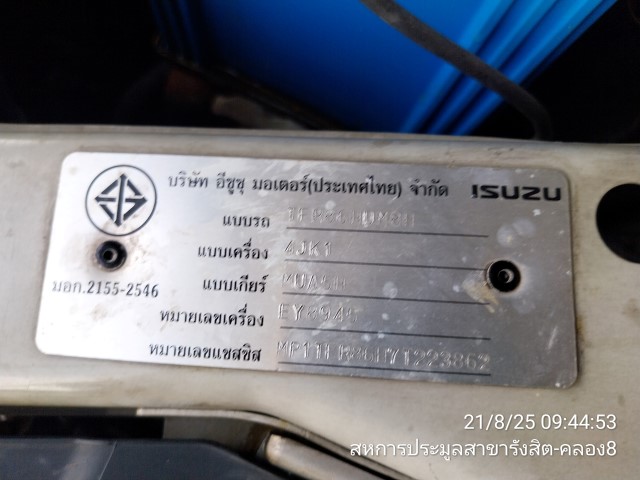 บริษัท อีซูซุ มอเตอร์(ประเทศไทย) จำกัด ISUZU
แบบรถ
แบบเครื่อง 4JK1
มอก.2155-2546
แบบเกียร์
หมายเลขเครื่อง
หมายเลขแชสซิส
21/8/25 09:44:53
สหการประมูลสาขารังสิต-คลอง8